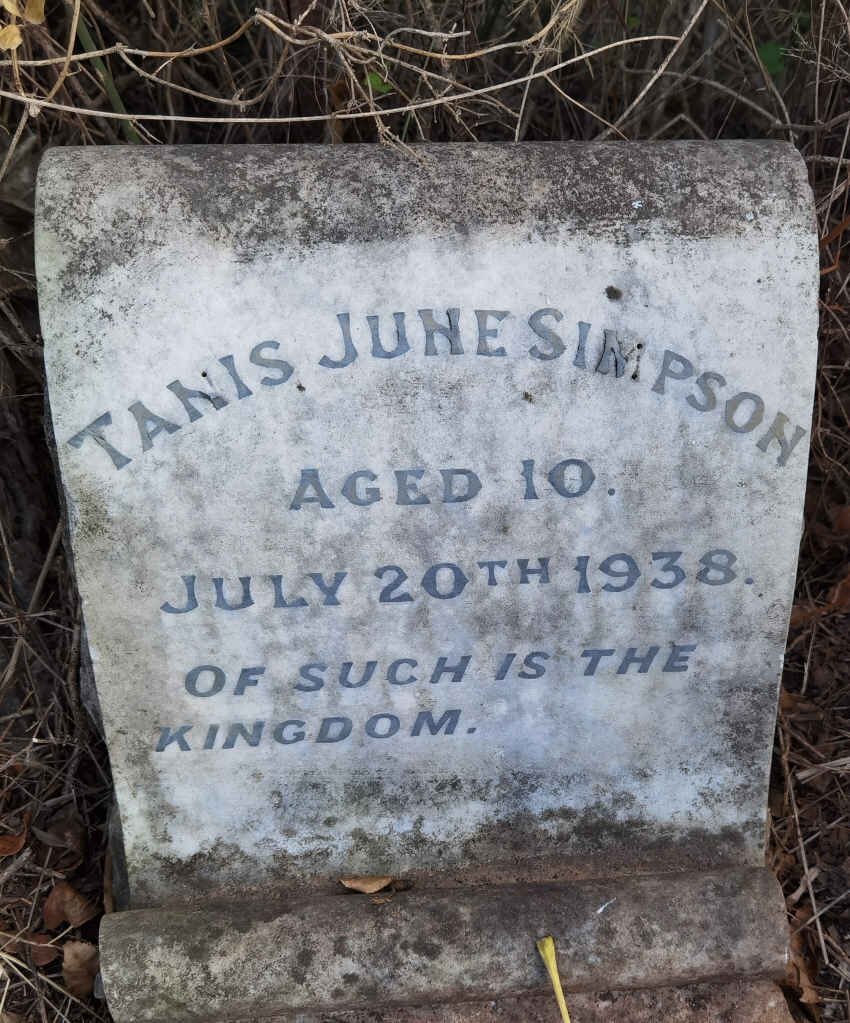 TANIS JUNE SIMPSON
AGED 10.
JULY 20TH 1938.
OF SUCH IS THE
KINGDOM.